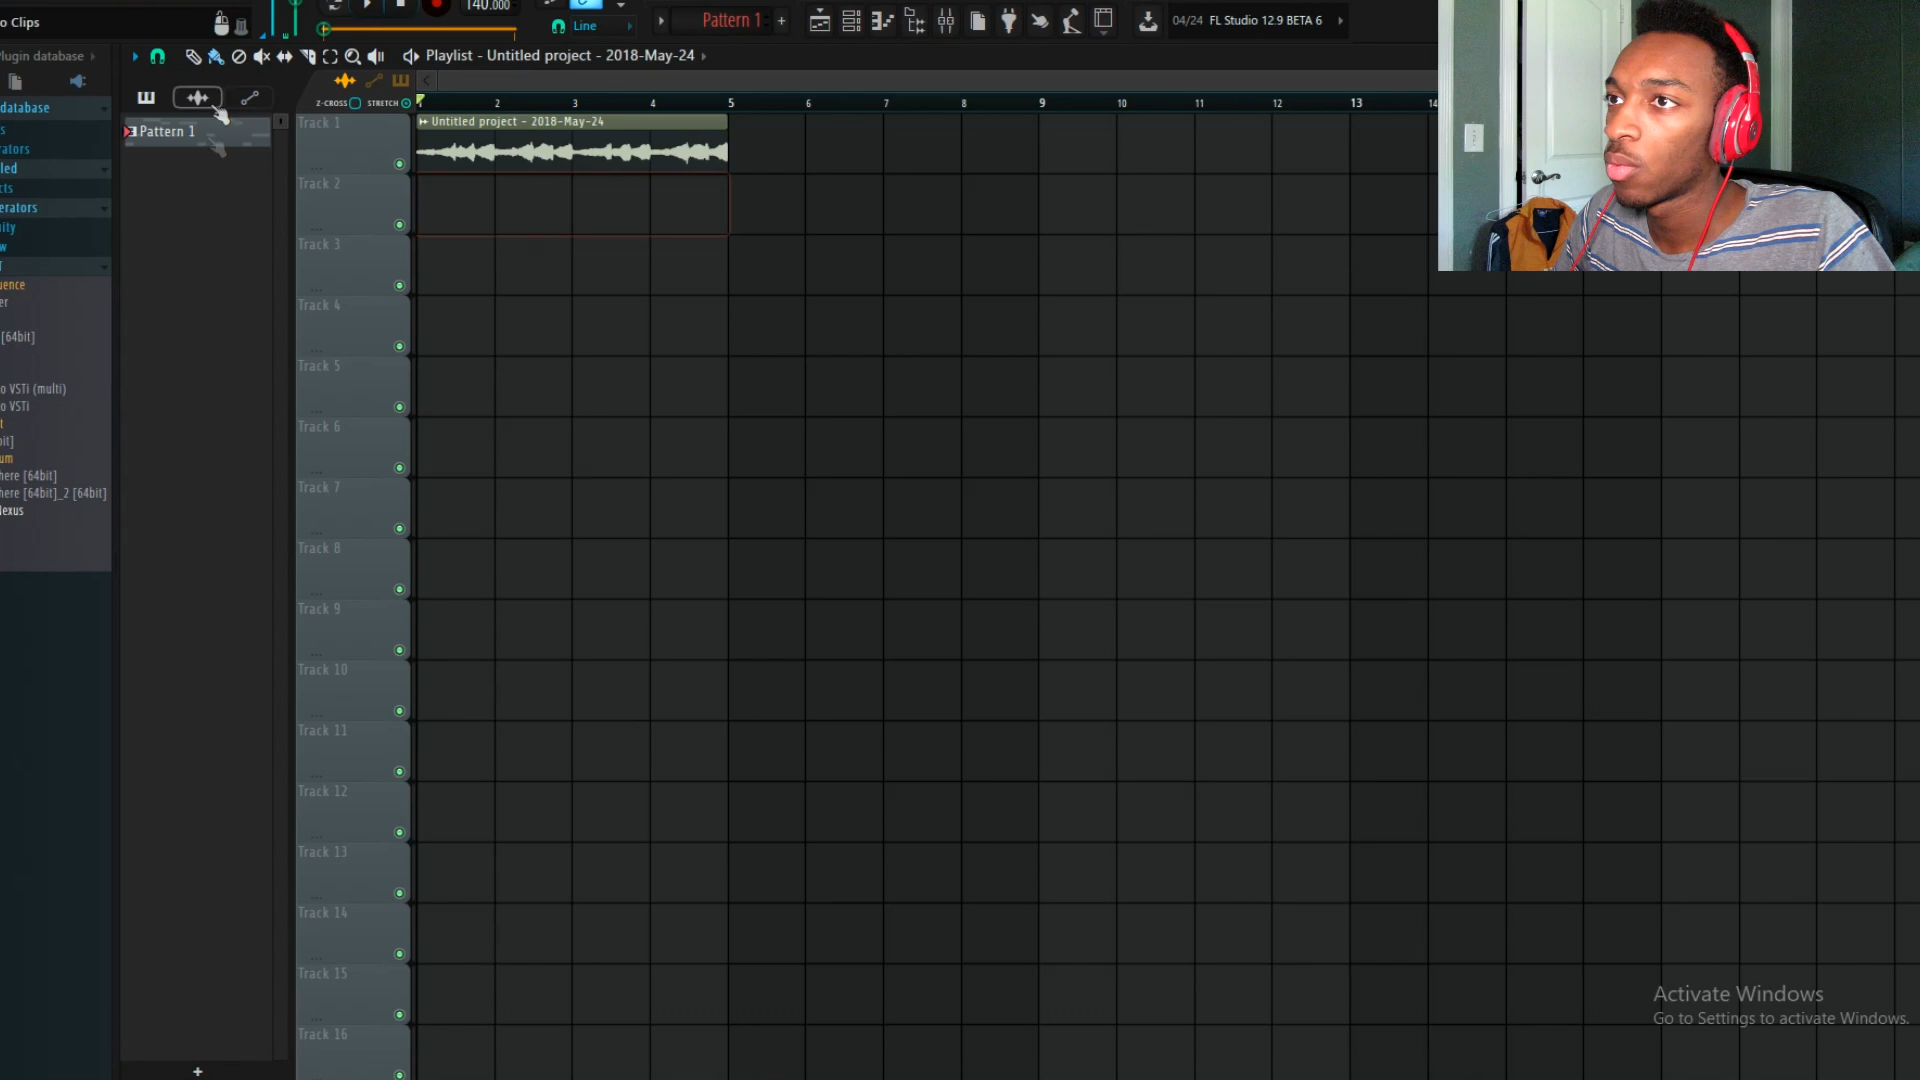 o Clips
140.000
Line
Pattern 1
04/24 FL Studio 12.9 BETA 6
lugin database
Playlist - Untitled project - 2018-May-24
Z-CROSS STRETCH
2 3 4 5 6 7 8 9 10 11 12 13 14
database
s
rators
led
cts
erators
ity
w
T
uence
er
[64bit]
o VSTi (multi)
o VSTi
t
bit]
um
here [64bit]
here [64bit]_2 [64bit]
lexus
Pattern 1
Untitled project - 2018-May-24
Track 1
Track 2
Track 3
Track 4
Track 5
Track 6
Track 7
Track 8
Track 9
Track 10
Track 11
Track 12
Track 13
Track 14
Track 15
Track 16
Activate Windows
Go to Settings to activate Windows.